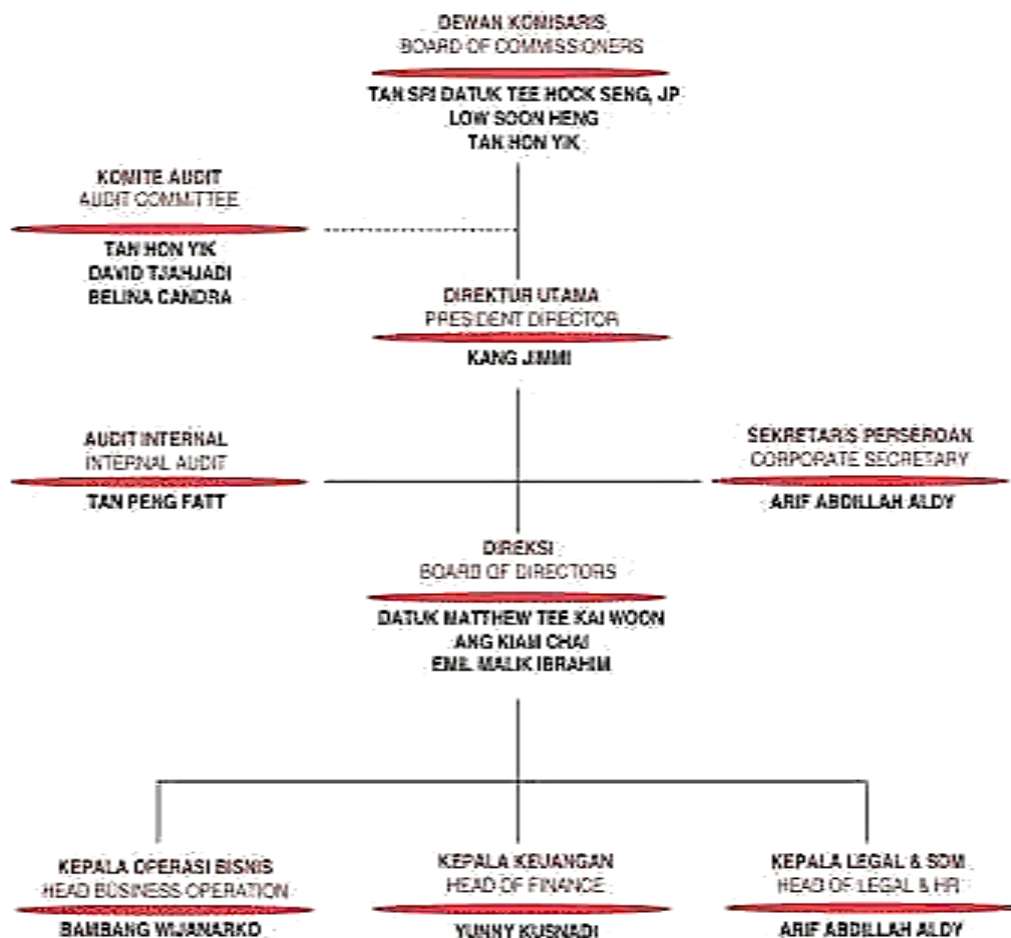 DEWAN KOMISARIS
BOARD OF COMMISSIONERS
TAN SRI DATUK TEE HOCK SENG, JP
LOW SOON HENG
TAN HON YIK
KOMITE AUDIT
AUDIT COMMITTEE
TAN HON YIK
DAVID TJAHJADI
BELINA CANDRA
DIREKTUR UTAMA
PRESIDENT DIRECTOR
KANG JIMMI
AUDIT INTERNAL
INTERNAL AUDIT
TAN PENG FATT
SEKRETARIS PERSEROAN
CORPORATE SECRETARY
ARIF ABDILLAH ALDY
DIREKSI
BOARD OF DIRECTORS
DATUK MATTHEW TEE KAI WOON
ANG KIAM CHAI
EMIL MALIK IBRAHIM
KEPALA OPERASI BISNIS
HEAD BUSINESS OPERATION
BAMBANG WIJANARKO
KEPALA KEUANGAN
HEAD OF FINANCE
YUNNY KUSNADI
KEPALA LEGAL & SDM
HEAD OF LEGAL & HR
ARIF ABDILLAH ALDY